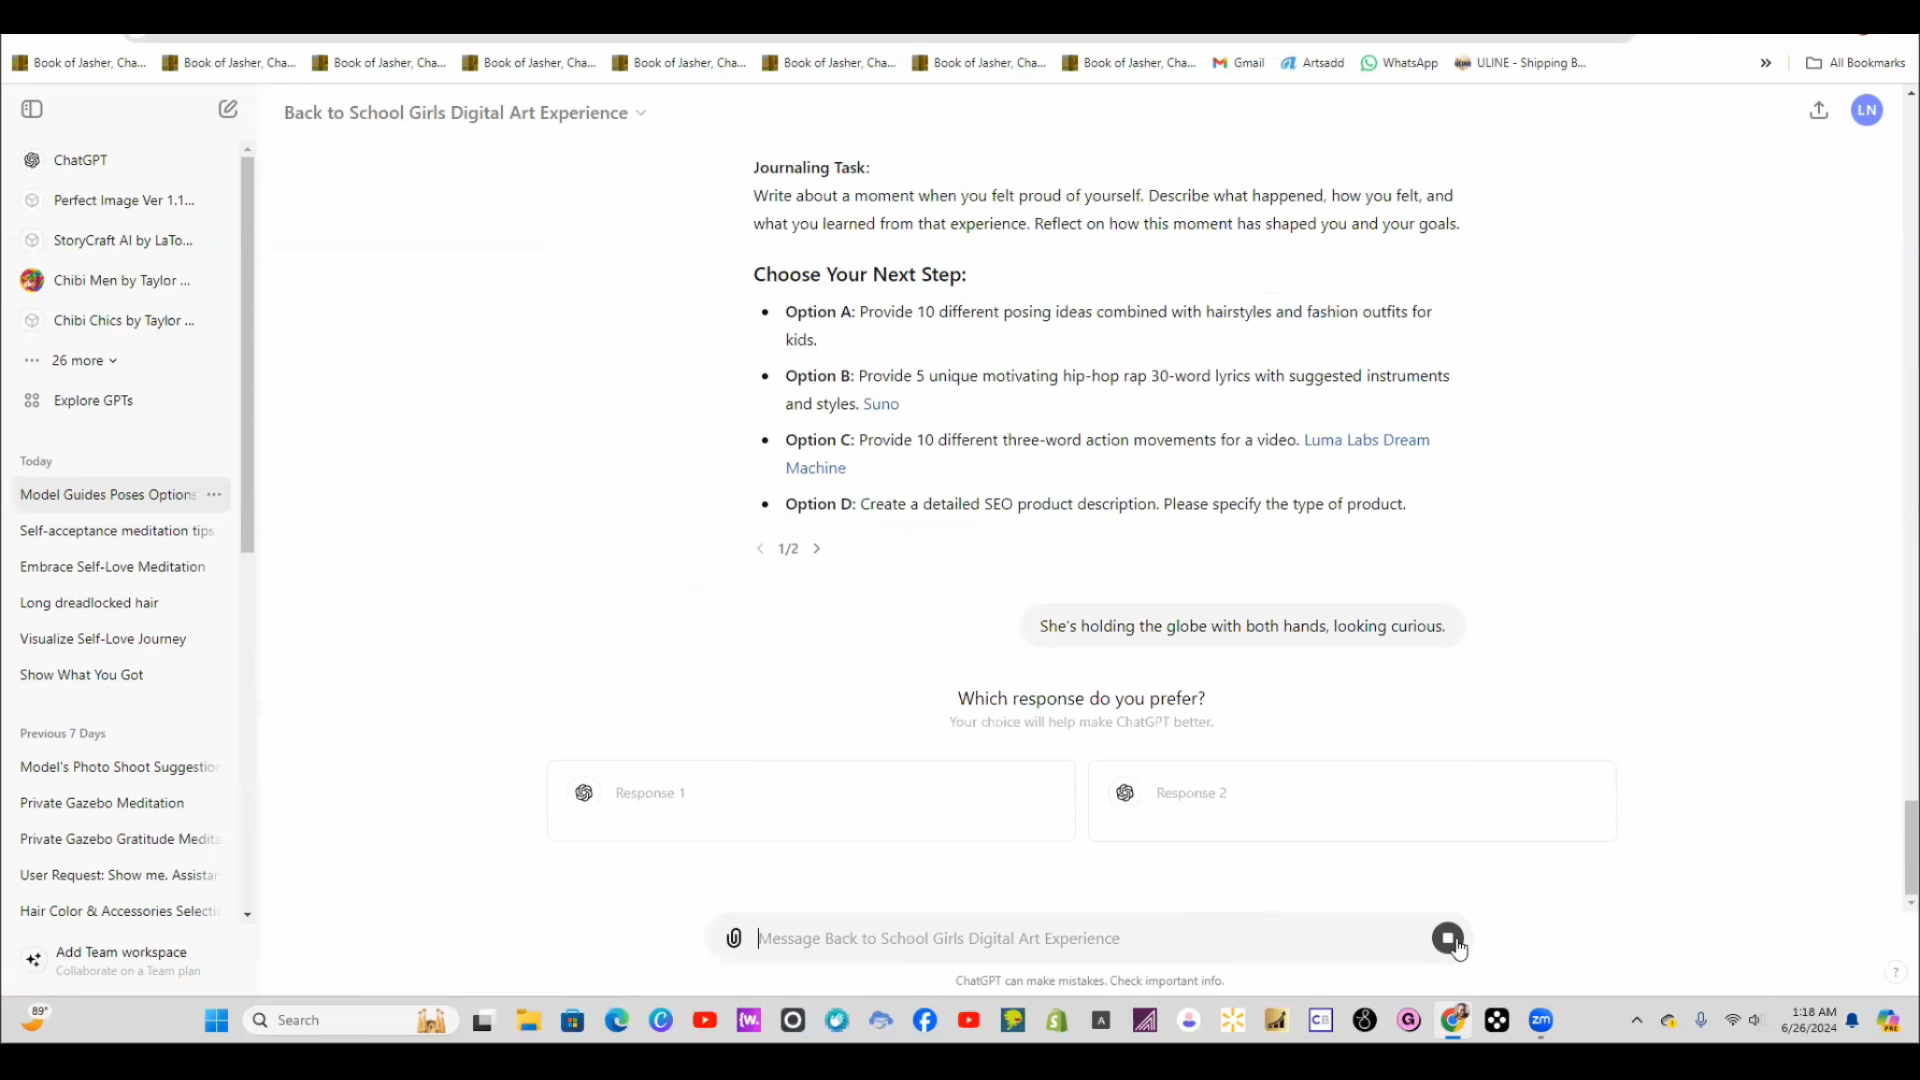 Book of Jasher, Cha... Book of Jasher, Cha... Book of Jasher, Cha... Book of Jasher, Cha... Book of Jasher, Cha... Book of Jasher, Cha... Book of Jasher, Cha... Book of Jasher, Cha... Gmail Artsadd WhatsApp ULINE - Shipping B... » All Bookmarks
Back to School Girls Digital Art Experience
LN
ChatGPT
Perfect Image Ver 1.1...
StoryCraft AI by LaTo...
Chibi Men by Taylor ...
Chibi Chics by Taylor ...
26 more
Explore GPTs
Today
Model Guides Poses Options
Self-acceptance meditation tips
Embrace Self-Love Meditation
Long dreadlocked hair
Visualize Self-Love Journey
Show What You Got
Previous 7 Days
Model's Photo Shoot Suggestion
Private Gazebo Meditation
Private Gazebo Gratitude Medita
User Request: Show me. Assistan
Hair Color & Accessories Selectic
Add Team workspace
Collaborate on a Team plan
Journaling Task:
Write about a moment when you felt proud of yourself. Describe what happened, how you felt, and
what you learned from that experience. Reflect on how this moment has shaped you and your goals.
Choose Your Next Step:
• Option A: Provide 10 different posing ideas combined with hairstyles and fashion outfits for
kids.
• Option B: Provide 5 unique motivating hip-hop rap 30-word lyrics with suggested instruments
and styles. Suno
• Option C: Provide 10 different three-word action movements for a video. Luma Labs Dream
Machine
• Option D: Create a detailed SEO product description. Please specify the type of product.
< 1/2 >
She's holding the globe with both hands, looking curious.
Which response do you prefer?
Your choice will help make ChatGPT better.
Response 1
Response 2
Message Back to School Girls Digital Art Experience
ChatGPT can make mistakes. Check important info.
?
89°
Search
[w.
A
CB
G
zm
1:18 AM
6/26/2024
PRE